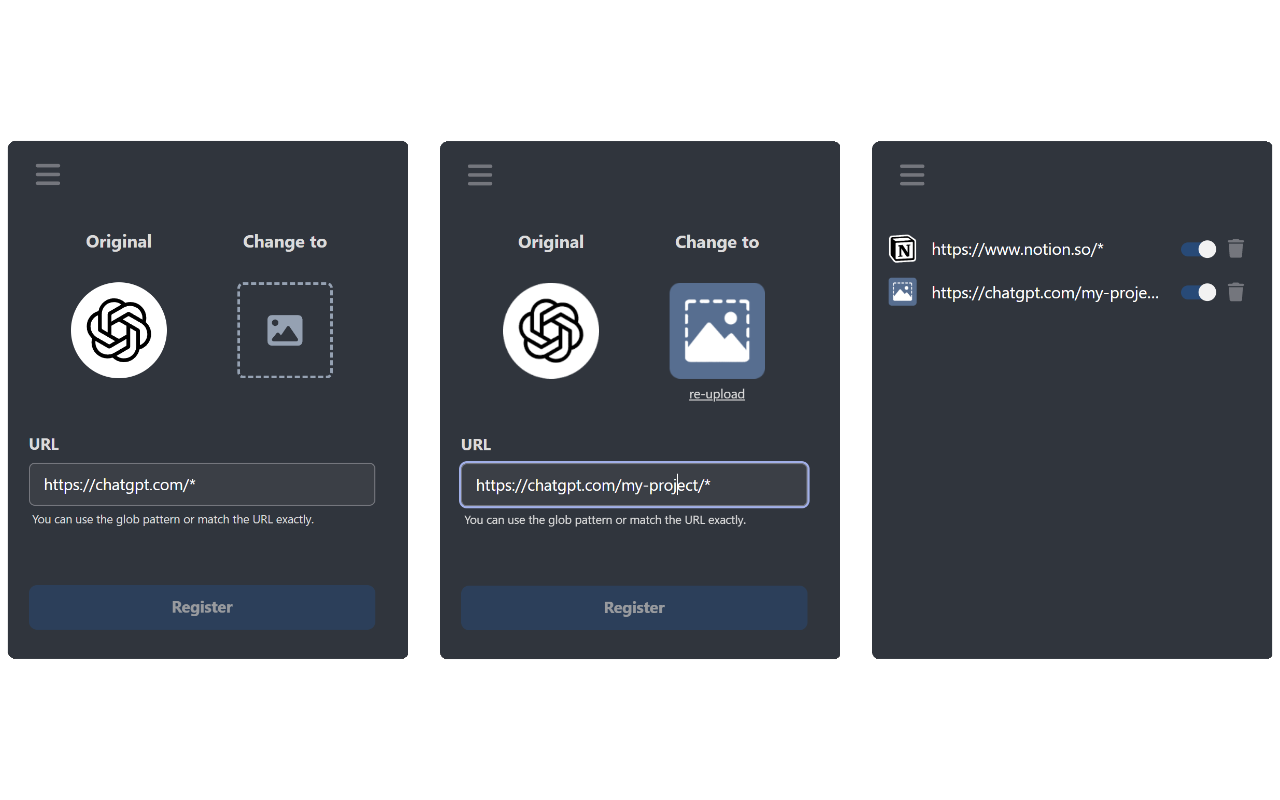 Original Change to
URL
https://chatgpt.com/*
You can use the glob pattern or match the URL exactly.
Register
Original Change to
re-upload
URL
https://chatgpt.com/my-project/*
You can use the glob pattern or match the URL exactly.
Register
N https://www.notion.so/*
https://chatgpt.com/my-proje...